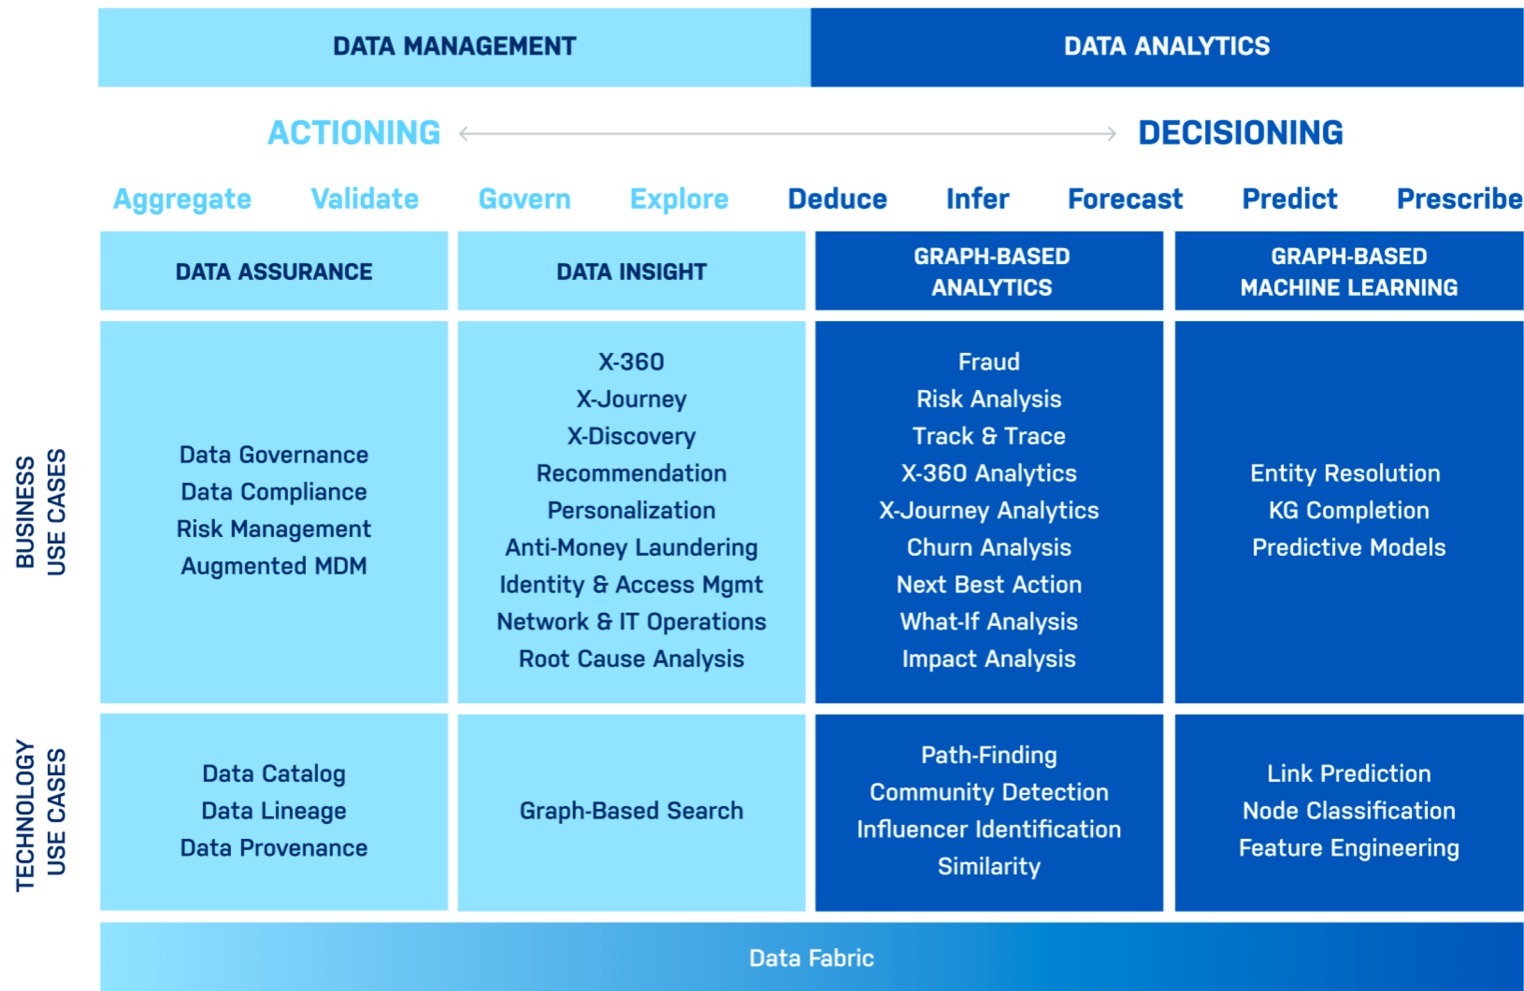 DATA MANAGEMENT
DATA ANALYTICS
ACTIONING
DECISIONING
Aggregate
Validate
Govern
Explore
Deduce
Infer
Forecast
Predict
Prescribe
DATA ASSURANCE
DATA INSIGHT
GRAPH-BASED
ANALYTICS
GRAPH-BASED
MACHINE LEARNING
BUSINESS
USE CASES
Data Governance
Data Compliance
Risk Management
Augmented MDM
X-360
X-Journey
X-Discovery
Recommendation
Personalization
Anti-Money Laundering
Identity & Access Mgmt
Network & IT Operations
Root Cause Analysis
Fraud
Risk Analysis
Track & Trace
X-360 Analytics
X-Journey Analytics
Churn Analysis
Next Best Action
What-If Analysis
Impact Analysis
Entity Resolution
KG Completion
Predictive Models
TECHNOLOGY
USE CASES
Data Catalog
Data Lineage
Data Provenance
Graph-Based Search
Path-Finding
Community Detection
Influencer Identification
Similarity
Link Prediction
Node Classification
Feature Engineering
Data Fabric